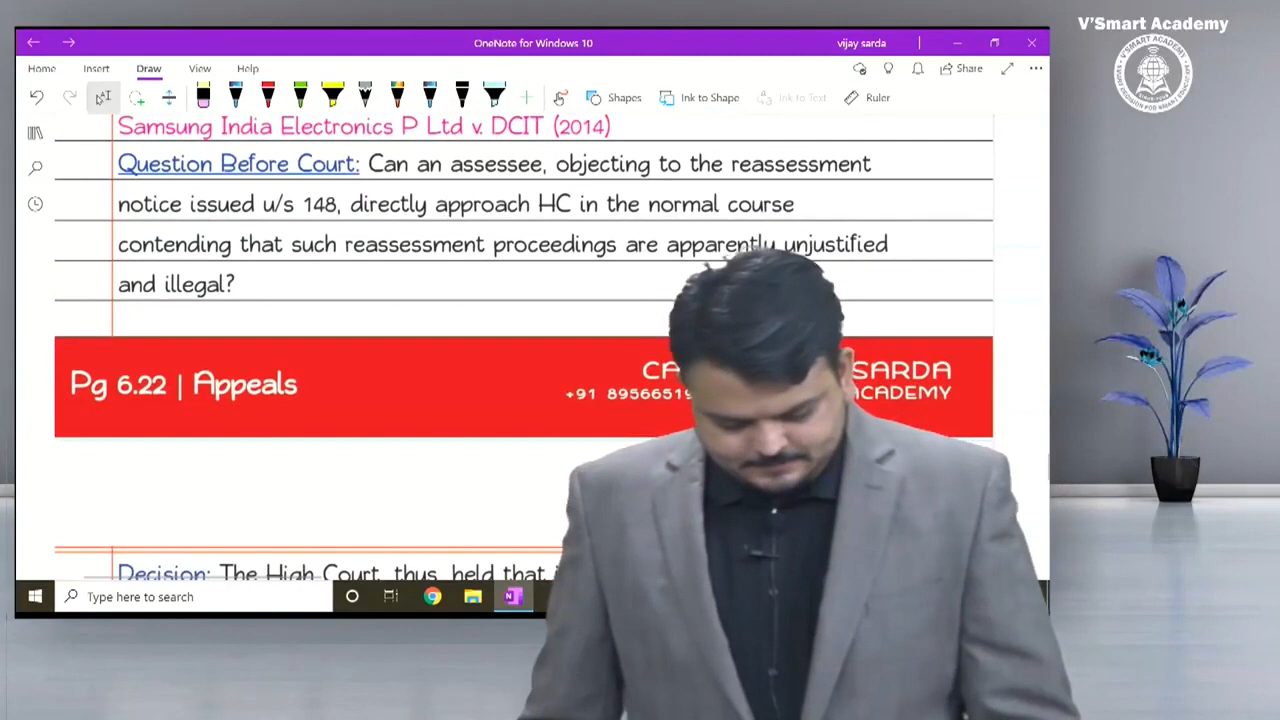 V'Smart Academy
OneNote for Windows 10
vijay sarda
Home Insert Draw View Help
Share
Shapes Ink to Shape Ink to Text Ruler
Samsung India Electronics P Ltd v. DCIT (2014)
Question Before Court: Can an assessee, objecting to the reassessment
notice issued u/s 148, directly approach HC in the normal course
contending that such reassessment proceedings are apparently unjustified
and illegal?
Pg 6.22 | Appeals
CA SARDA
+91 8956651 ACADEMY
Decision: The High Court, thus, held that
Type here to search